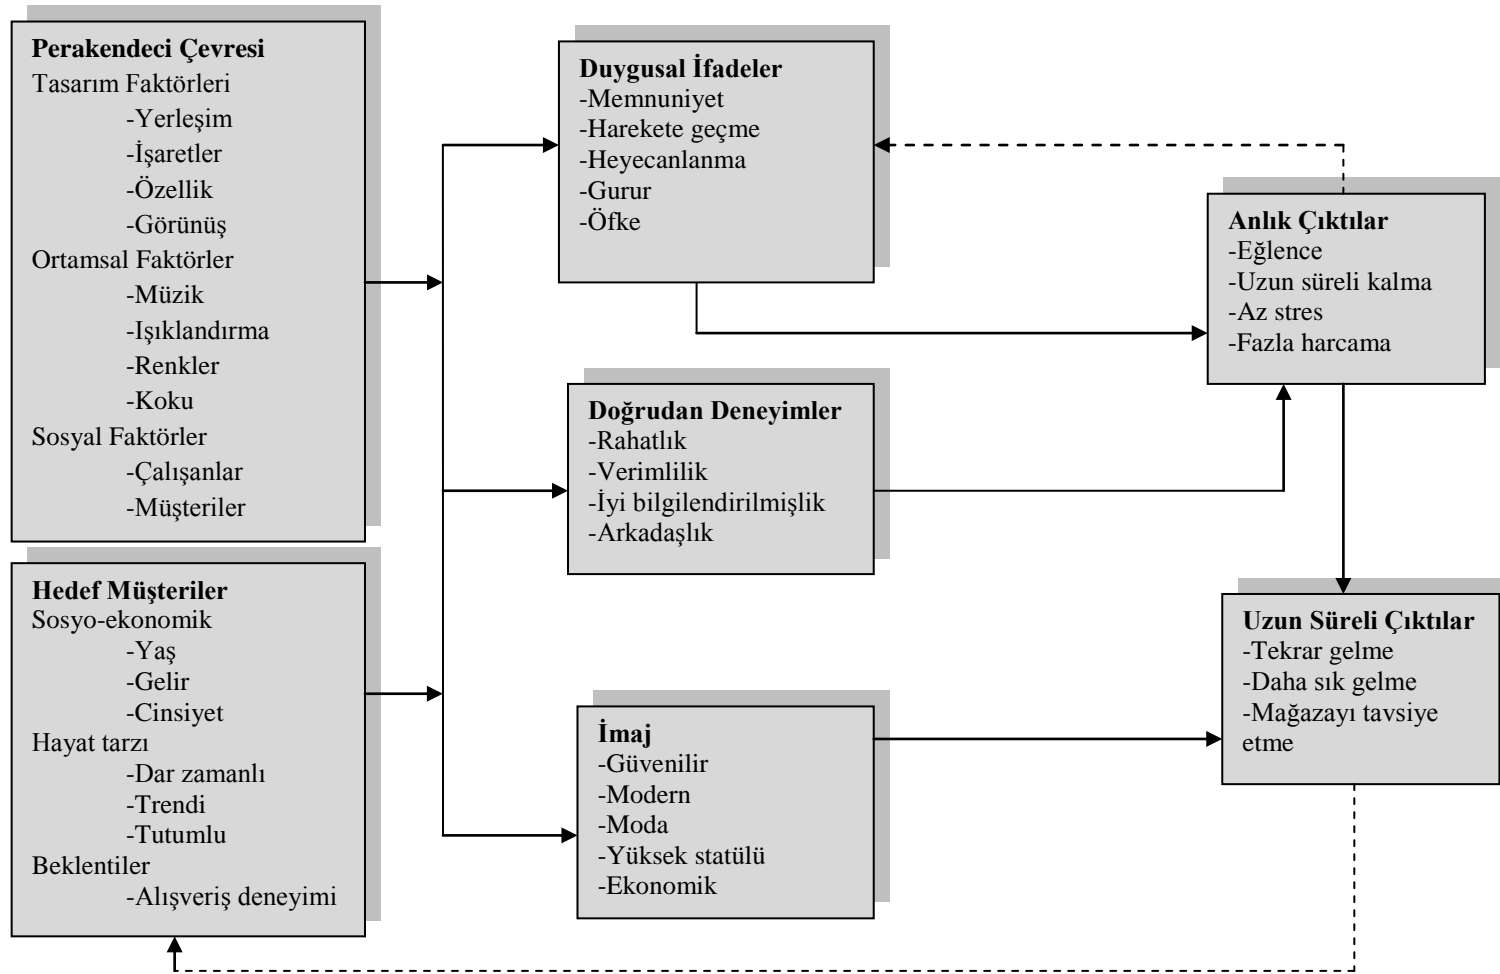 Perakendeci Çevresi
Tasarım Faktörleri
-Yerleşim
-İşaretler
-Özellik
-Görünüş
Ortamsal Faktörler
-Müzik
-Işıklandırma
-Renkler
-Koku
Sosyal Faktörler
-Çalışanlar
-Müşteriler
Hedef Müşteriler
Sosyo-ekonomik
-Yaş
-Gelir
-Cinsiyet
Hayat tarzı
-Dar zamanlı
-Trendi
-Tutumlu
Beklentiler
-Alışveriş deneyimi
Duygusal İfadeler
-Memnuniyet
-Harekete geçme
-Heyecanlanma
-Gurur
-Öfke
Doğrudan Deneyimler
-Rahatlık
-Verimlilik
-İyi bilgilendirilmişlik
-Arkadaşlık
İmaj
-Güvenilir
-Modern
-Moda
-Yüksek statülü
-Ekonomik
Anlık Çıktılar
-Eğlence
-Uzun süreli kalma
-Az stres
-Fazla harcama
Uzun Süreli Çıktılar
-Tekrar gelme
-Daha sık gelme
-Mağazayı tavsiye
etme